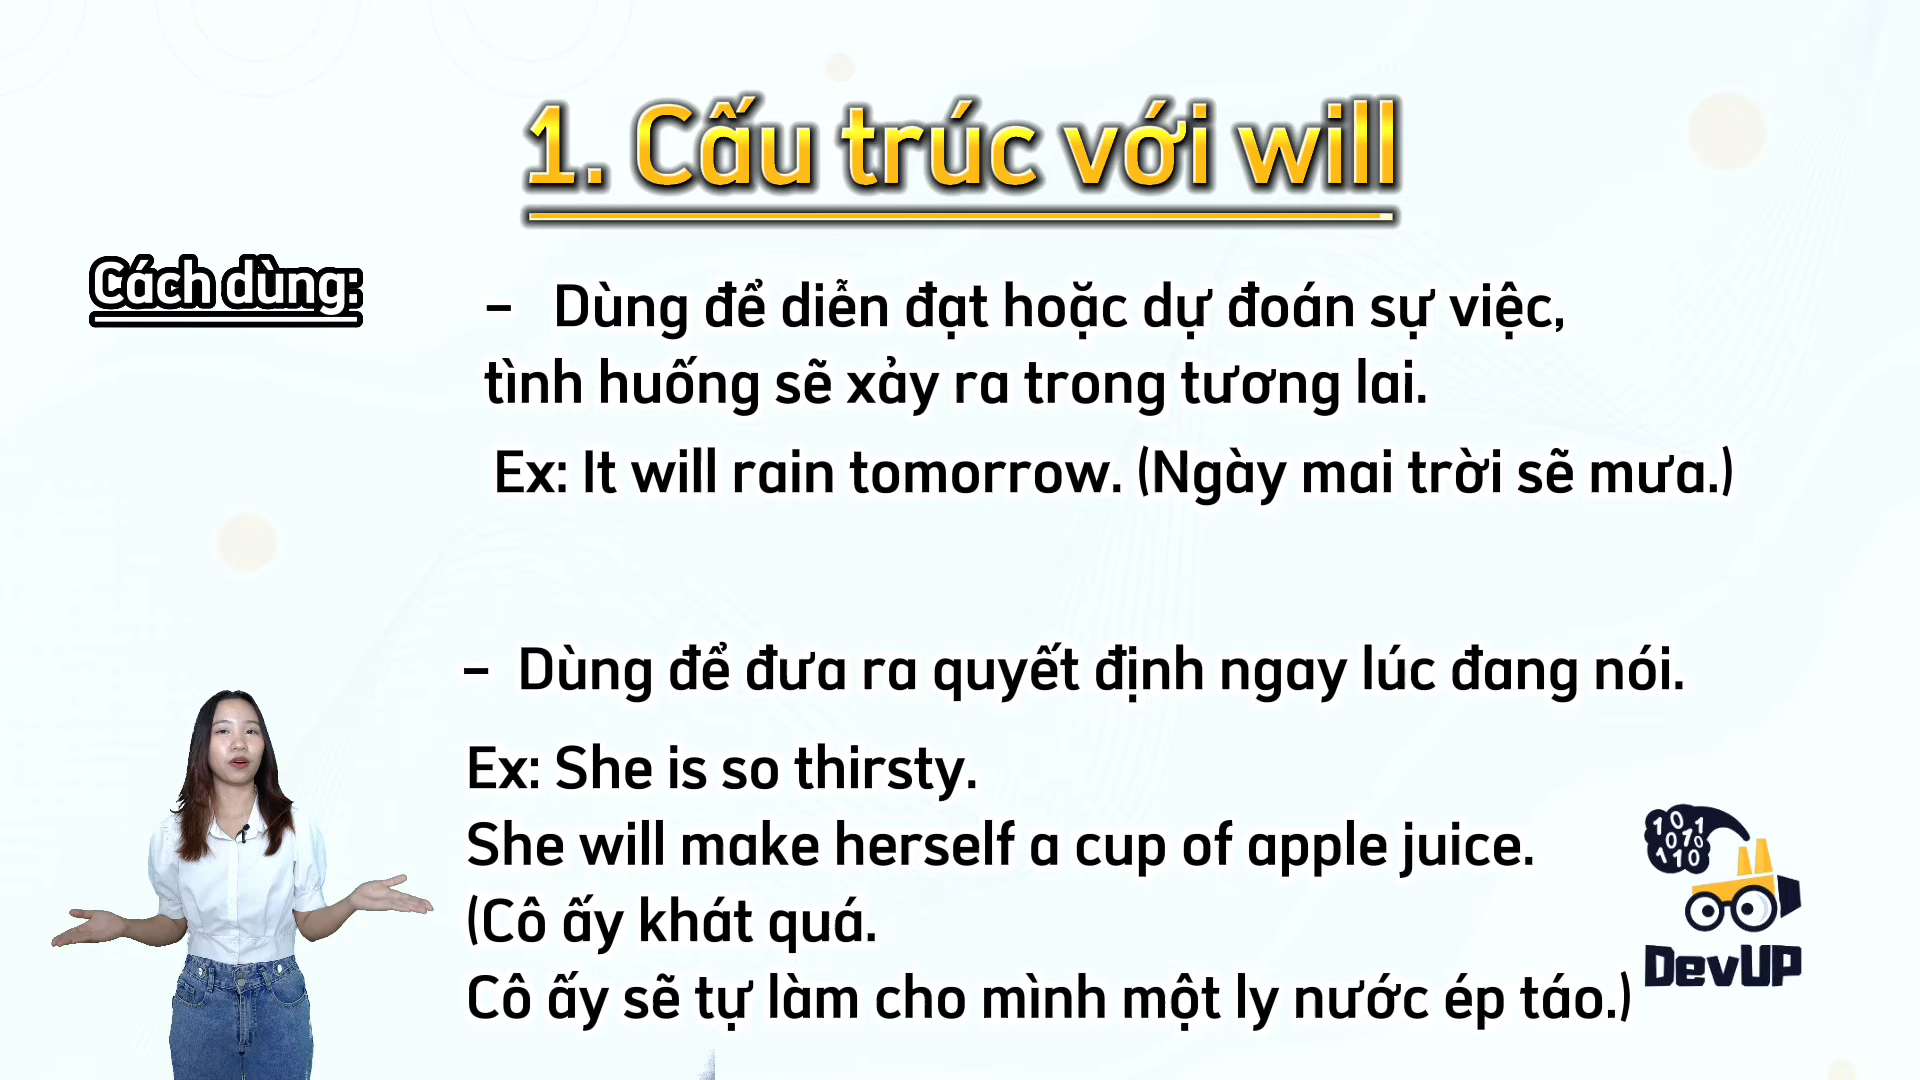 1. Cấu trúc với will
Cách dùng:
- Dùng để diễn đạt hoặc dự đoán sự việc,
tình huống sẽ xảy ra trong tương lai.
Ex: It will rain tomorrow. (Ngày mai trời sẽ mưa.)
- Dùng để đưa ra quyết định ngay lúc đang nói.
Ex: She is so thirsty.
She will make herself a cup of apple juice.
(Cô ấy khát quá.
Cô ấy sẽ tự làm cho mình một ly nước ép táo.)
101
1010
110
DevUP